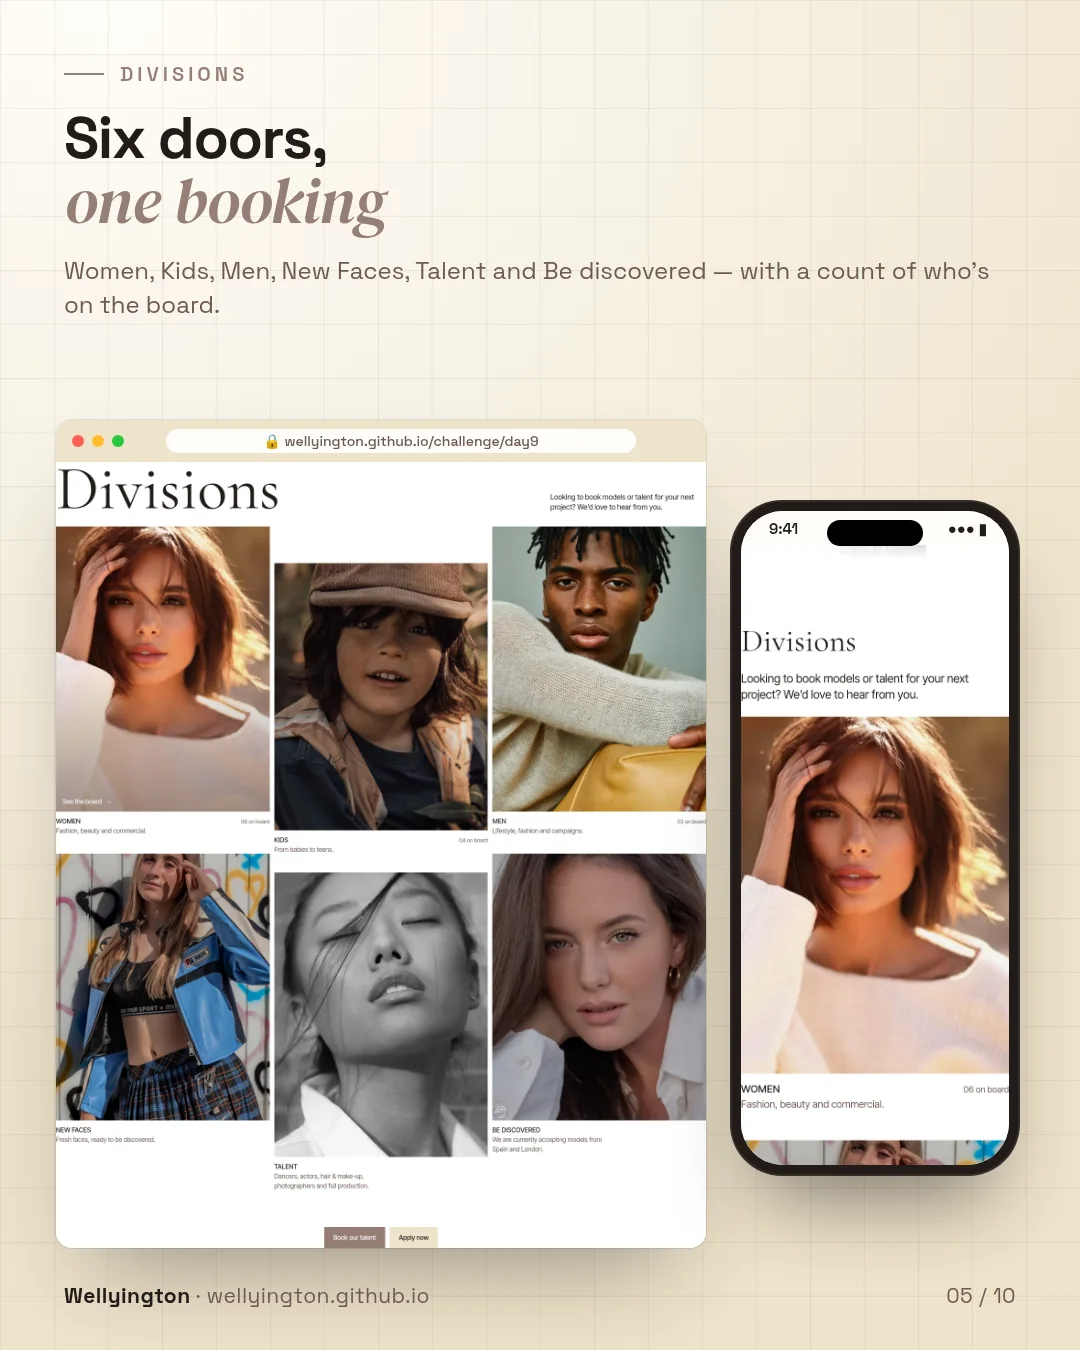 DIVISIONS
Six doors,
one booking
Women, Kids, Men, New Faces, Talent and Be discovered — with a count of who’s
on the board.
🔒 wellyington.github.io/challenge/day9
Divisions
Looking to book models or talent for your next
project? We'd love to hear from you.
See the board →
WOMEN
06 on board
Fashion, beauty and commercial.
KIDS
04 on board
From babies to teens.
MEN
Lifestyle, fashion and campaigns.
NEW FACES
Fresh faces, ready to be discovered.
TALENT
Dancers, actors, hair & make-up,
photographers and full production.
BE DISCOVERED
We are currently accepting models from
Spain and London.
Book our talent
Apply now
9:41
Divisions
Looking to book models or talent for your next
project? We'd love to hear from you.
WOMEN
06 on board
Fashion, beauty and commercial.
Wellyington · wellyington.github.io
05 / 10